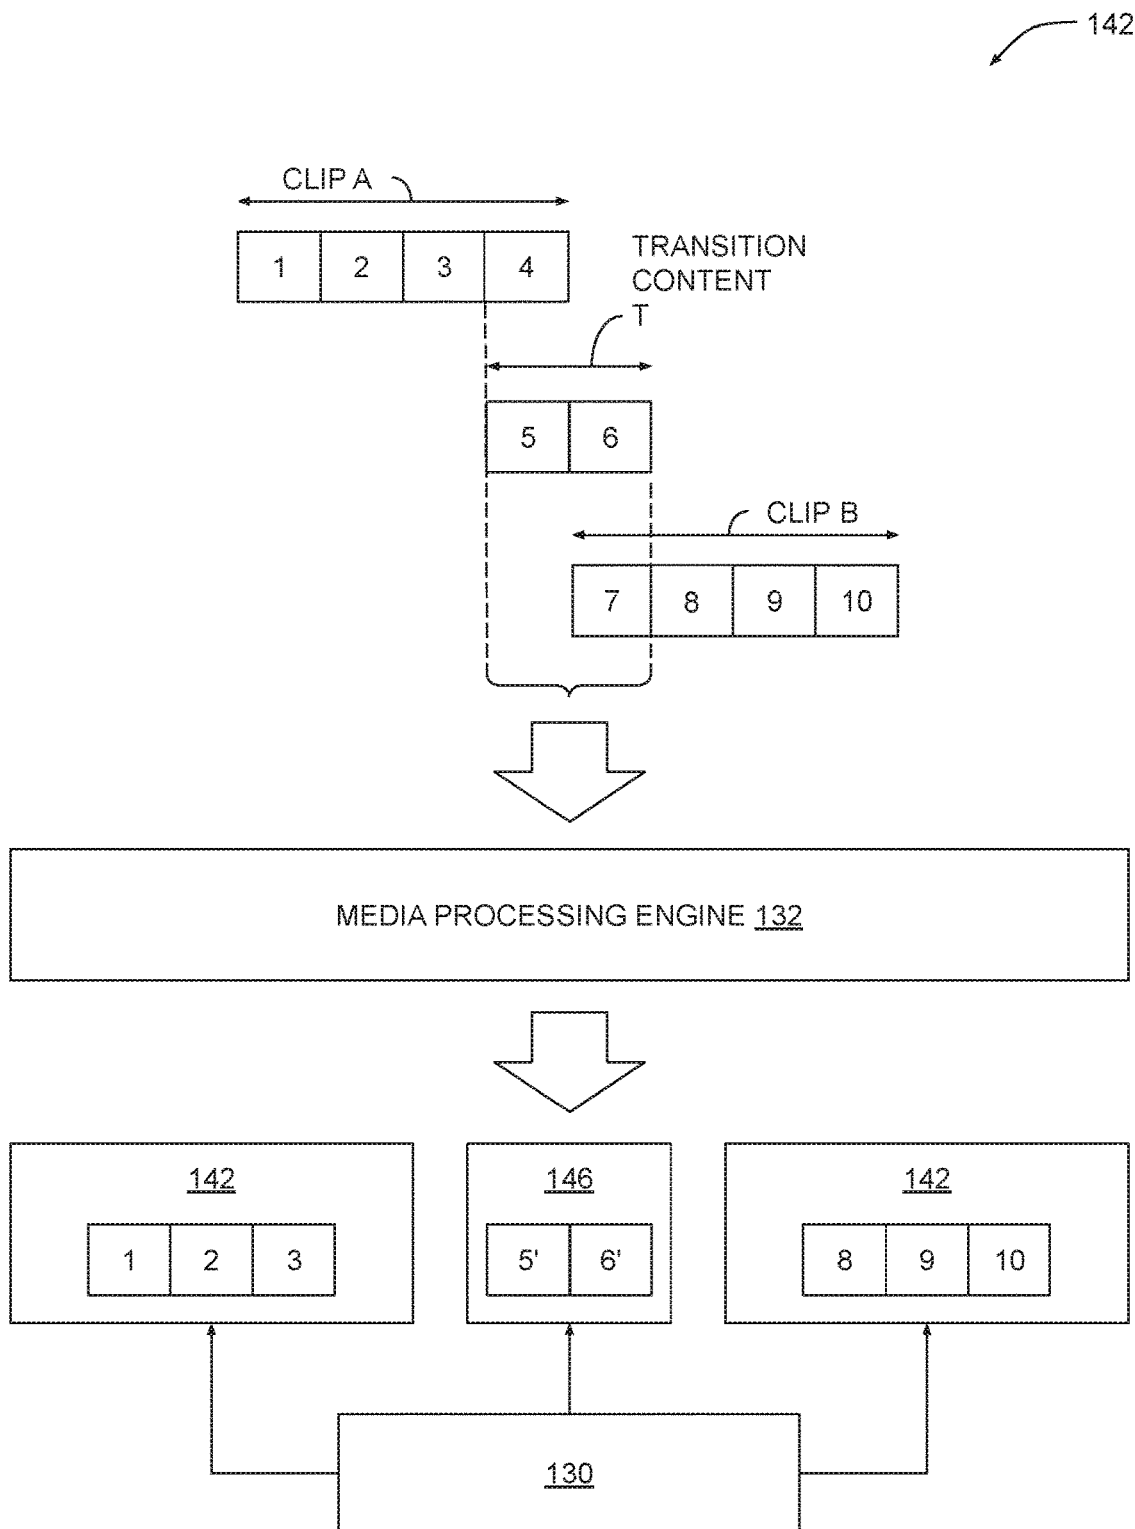 142
CLIP A
1 2 3 4
TRANSITION
CONTENT
T
5 6
CLIP B
7 8 9 10
MEDIA PROCESSING ENGINE 132
142 146 142
1 2 3 5' 6' 8 9 10
130